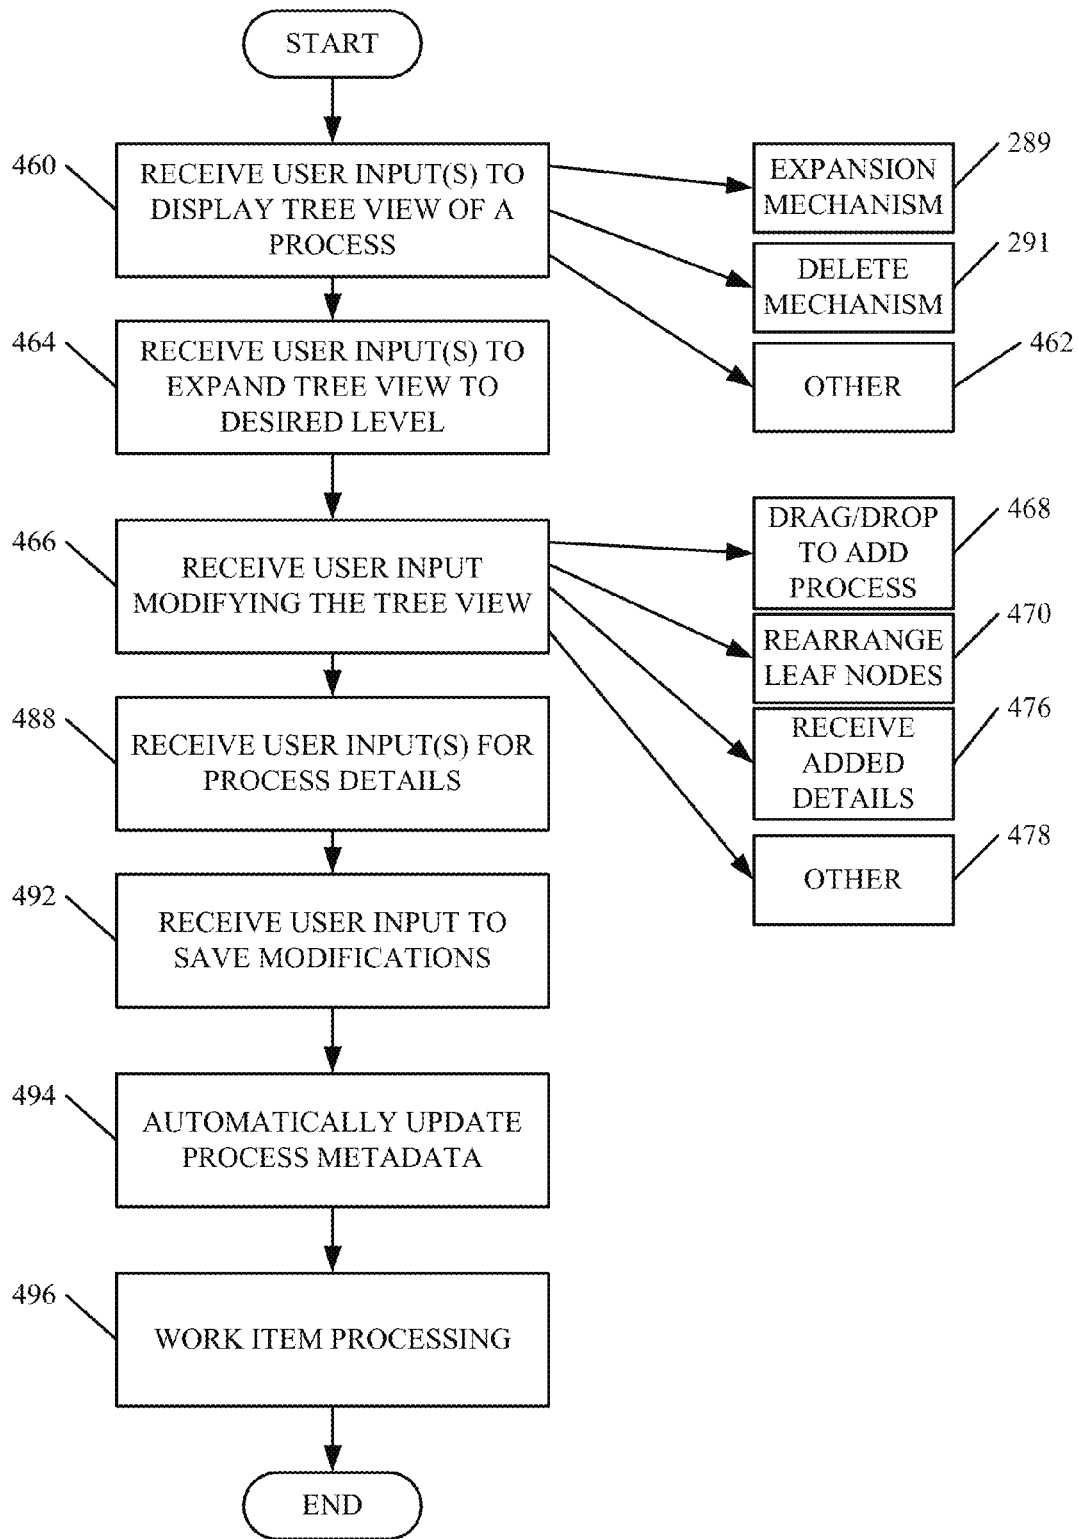 START
460
RECEIVE USER INPUT(S) TO
DISPLAY TREE VIEW OF A
PROCESS
289
EXPANSION
MECHANISM
291
DELETE
MECHANISM
462
OTHER
464
RECEIVE USER INPUT(S) TO
EXPAND TREE VIEW TO
DESIRED LEVEL
466
RECEIVE USER INPUT
MODIFYING THE TREE VIEW
468
DRAG/DROP
TO ADD
PROCESS
470
REARRANGE
LEAF NODES
476
RECEIVE
ADDED
DETAILS
478
OTHER
488
RECEIVE USER INPUT(S) FOR
PROCESS DETAILS
492
RECEIVE USER INPUT TO
SAVE MODIFICATIONS
494
AUTOMATICALLY UPDATE
PROCESS METADATA
496
WORK ITEM PROCESSING
END